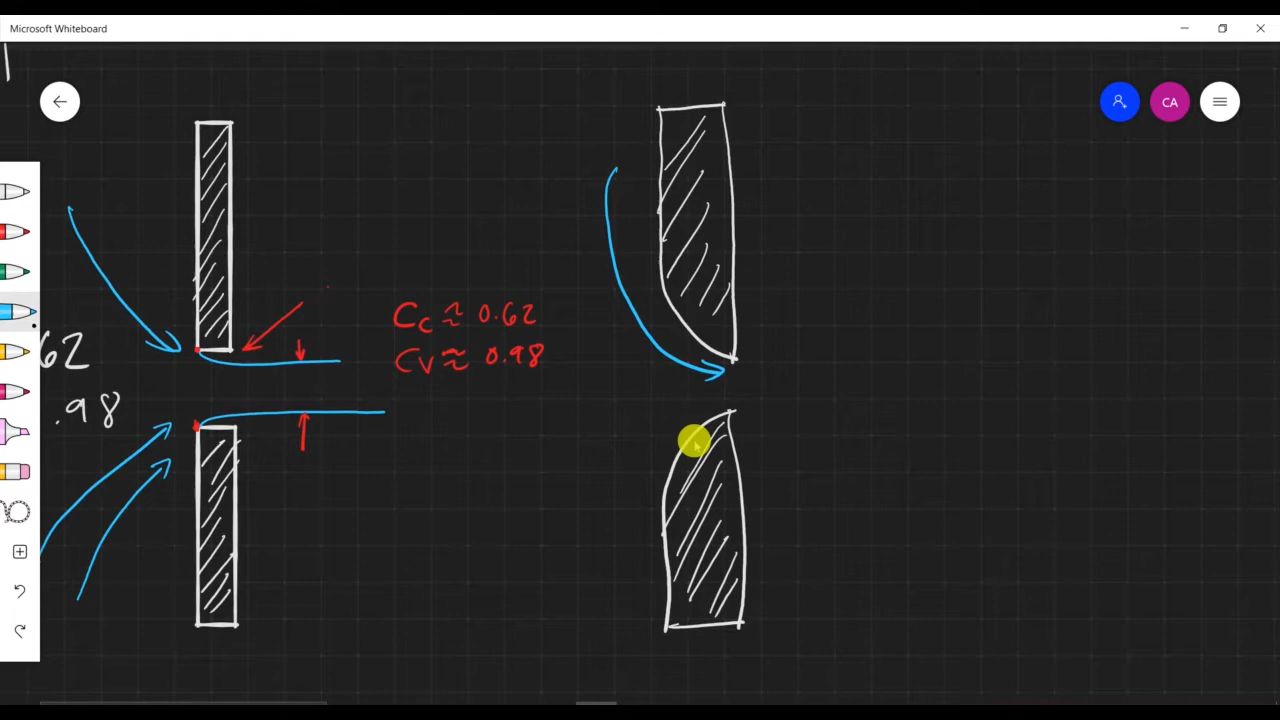 Microsoft Whiteboard
CA
Cc ≈ 0.62
Cv ≈ 0.98
62
.98